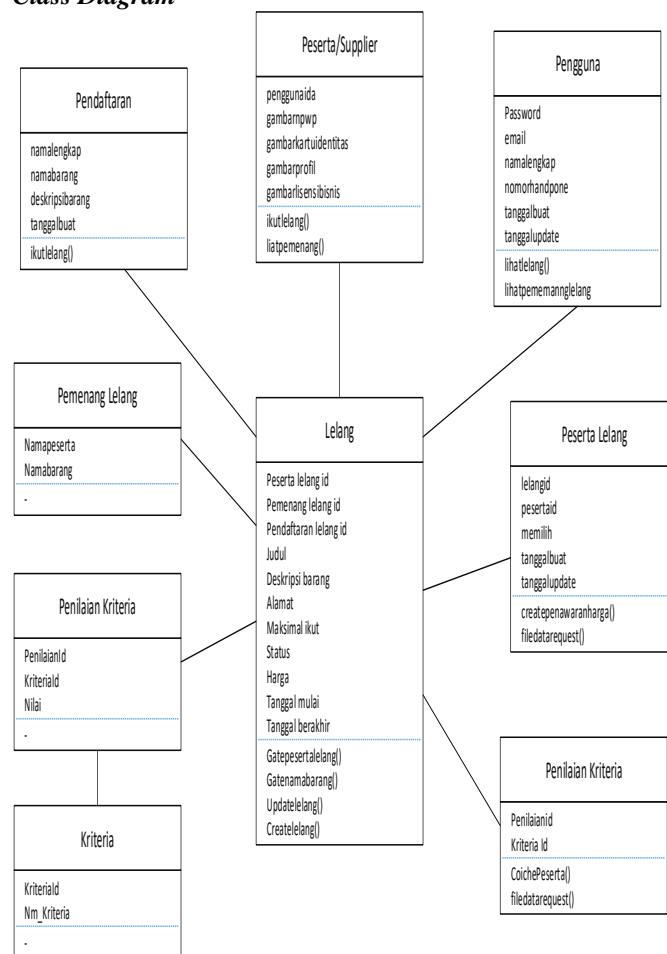 Class Diagram
Peserta/Supplier
penggunaida
gambarnpwp
gambarkartuidentitas
gambarprofil
gambarlisensibisnis
ikutlelang()
liatpemenang()
Pengguna
Password
email
namalengkap
nomorhandpone
tanggalbuat
tanggalupdate
lihatlelang()
lihatpememannglelang
Pendaftaran
namalengkap
namabarang
deskripsibarang
tanggalbuat
ikutlelang()
Pemenang Lelang
Namapeserta
Namabarang
-
Lelang
Peserta lelang id
Pemenang lelang id
Pendaftaran lelang id
Judul
Deskripsi barang
Alamat
Maksimal ikut
Status
Harga
Tanggal mulai
Tanggal berakhir
Gatepesertalelang()
Gatenamabarang()
Updatelelang()
Createlelang()
Peserta Lelang
lelangid
pesertaid
memilih
tanggalbuat
tanggalupdate
createpenawaranharga()
filedatarequest()
Penilaian Kriteria
PenilaianId
KriteriaId
Nilai
-
Kriteria
KriteriaId
Nm_Kriteria
-
Penilaian Kriteria
Penilaianid
Kriteria Id
CoichePeserta()
filedatarequest()